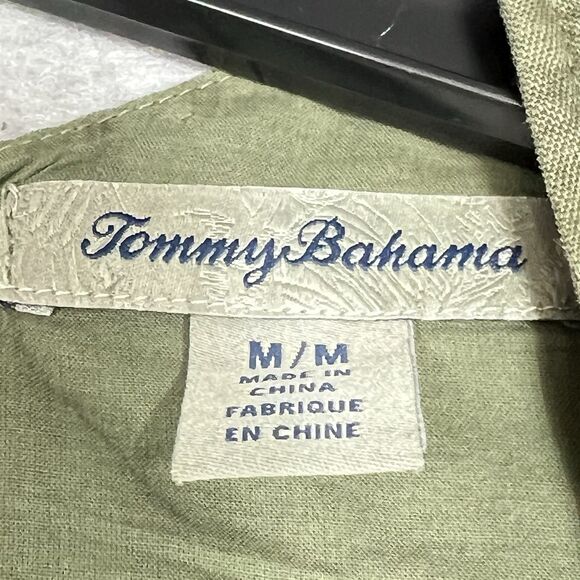 Tommy Bahama
M/M
MADE IN
CHINA
FABRIQUE
EN CHINE